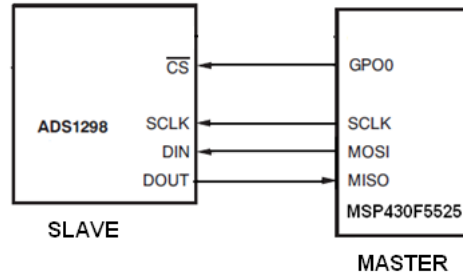 CS GPO0
ADS1298 SCLK SCLK
DIN MOSI
DOUT MISO
MSP430F5525
SLAVE
MASTER